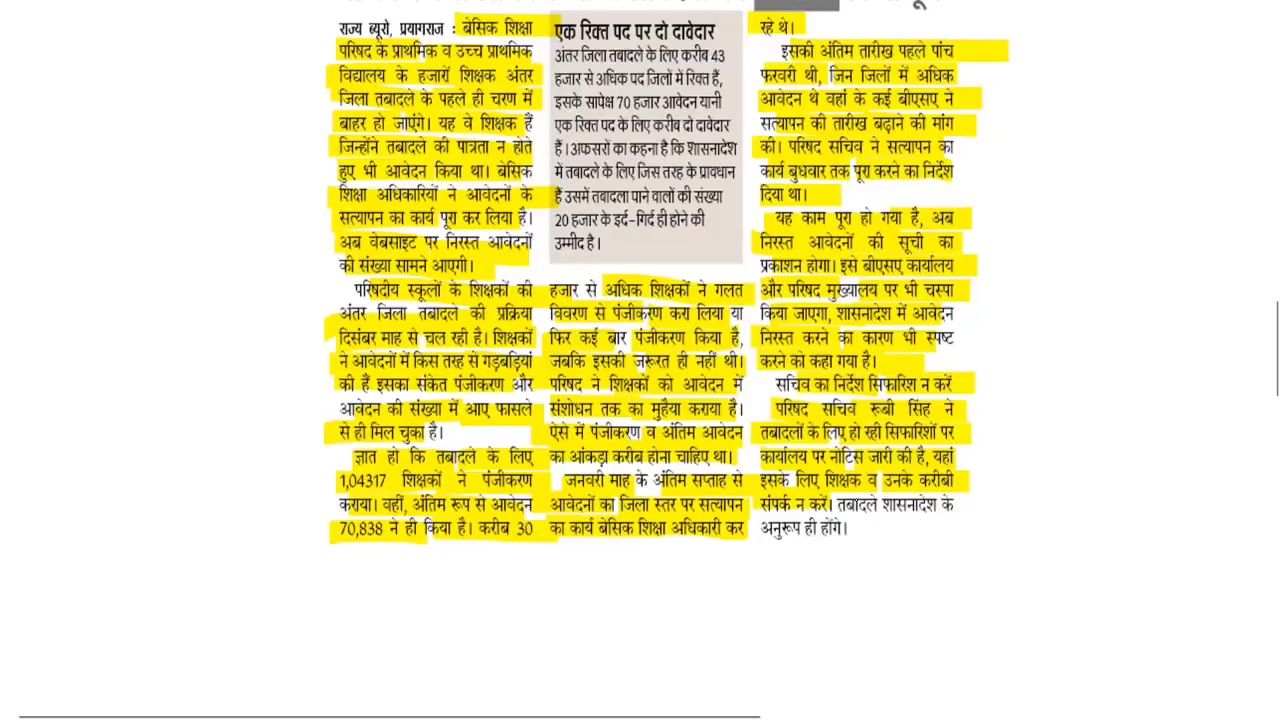 राज्य ब्यूरो, प्रयागराज : बेसिक शिक्षा
परिषद के प्राथमिक व उच्च प्राथमिक
विद्यालय के हजारों शिक्षक अंतर
जिला तबादले के पहले ही चरण में
बाहर हो जाएंगे। यह वे शिक्षक हैं
जिन्होंने तबादले की पात्रता न होते
हुए भी आवेदन किया था। बेसिक
शिक्षा अधिकारियों ने आवेदनों के
सत्यापन का कार्य पूरा कर लिया है।
अब वेबसाइट पर निरस्त आवेदनों
की संख्या सामने आएगी।
परिषदीय स्कूलों के शिक्षकों की
अंतर जिला तबादले की प्रक्रिया
दिसंबर माह से चल रही है। शिक्षकों
ने आवेदनों में किस तरह से गड़बड़ियां
की हैं इसका संकेत पंजीकरण और
आवेदन की संख्या में आए फासले
से ही मिल चुका है।
ज्ञात हो कि तबादले के लिए
1,04317 शिक्षकों ने पंजीकरण
कराया। वहीं, अंतिम रूप से आवेदन
70,838 ने ही किया है। करीब 30
एक रिक्त पद पर दो दावेदार
अंतर जिला तबादले के लिए करीब 43
हजार से अधिक पद जिलों में रिक्त हैं,
इसके सापेक्ष 70 हजार आवेदन यानी
एक रिक्त पद के लिए करीब दो दावेदार
हैं। अफसरों का कहना है कि शासनादेश
में तबादले के लिए जिस तरह के प्रावधान
हैं उसमें तबादला पाने वालों की संख्या
20 हजार के इर्द-गिर्द ही होने की
उम्मीद है।
हजार से अधिक शिक्षकों ने गलत
विवरण से पंजीकरण करा लिया या
फिर कई बार पंजीकरण किया है,
जबकि इसकी जरूरत ही नहीं थी।
परिषद ने शिक्षकों को आवेदन में
संशोधन तक का मुहैया कराया है।
ऐसे में पंजीकरण व अंतिम आवेदन
का आंकड़ा करीब होना चाहिए था।
जनवरी माह के अंतिम सप्ताह से
आवेदनों का जिला स्तर पर सत्यापन
का कार्य बेसिक शिक्षा अधिकारी कर
रहे थे।
इसकी अंतिम तारीख पहले पांच
फरवरी थी, जिन जिलों में अधिक
आवेदन थे वहां के कई बीएसए ने
सत्यापन की तारीख बढ़ाने की मांग
की। परिषद सचिव ने सत्यापन का
कार्य बुधवार तक पूरा करने का निर्देश
दिया था।
यह काम पूरा हो गया है, अब
निरस्त आवेदनों की सूची का
प्रकाशन होगा। इसे बीएसए कार्यालय
और परिषद मुख्यालय पर भी चस्पा
किया जाएगा, शासनादेश में आवेदन
निरस्त करने का कारण भी स्पष्ट
करने को कहा गया है।
सचिव का निर्देश सिफारिश न करें
परिषद सचिव रूबी सिंह ने
तबादलों के लिए हो रही सिफारिशों पर
कार्यालय पर नोटिस जारी की है, यहां
इसके लिए शिक्षक व उनके करीबी
संपर्क न करें। तबादले शासनादेश के
अनुरूप ही होंगे।